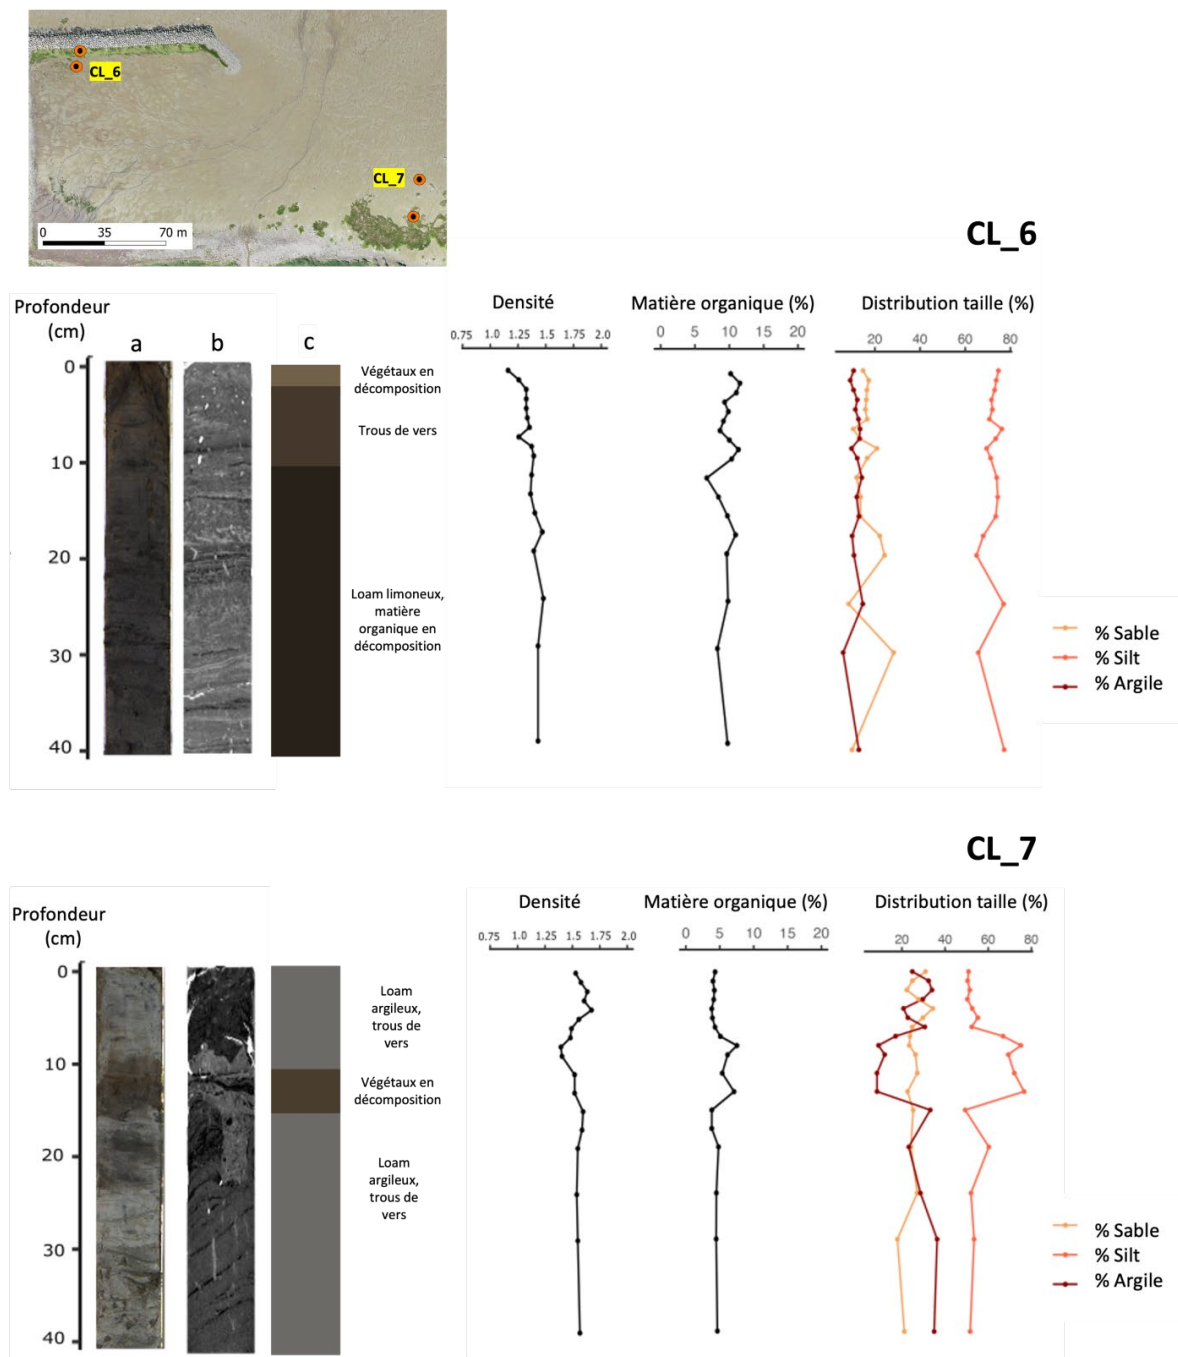 CL_6
CL_7
0 35 70 m
CL_6
Profondeur
(cm)
a b c
0
10
20
30
40
Végétaux en
décomposition
Trous de vers
Loam limoneux,
matière
organique en
décomposition
Densité
0.75 1.0 1.25 1.5 1.75 2.0
Matière organique (%)
0 5 10 15 20
Distribution taille (%)
20 40 60 80
% Sable
% Silt
% Argile
CL_7
Profondeur
(cm)
0
10
20
30
40
Loam
argileux,
trous de
vers
Végétaux en
décomposition
Loam
argileux,
trous de
vers
Densité
0.75 1.0 1.25 1.5 1.75 2.0
Matière organique (%)
0 5 10 15 20
Distribution taille (%)
20 40 60 80
% Sable
% Silt
% Argile